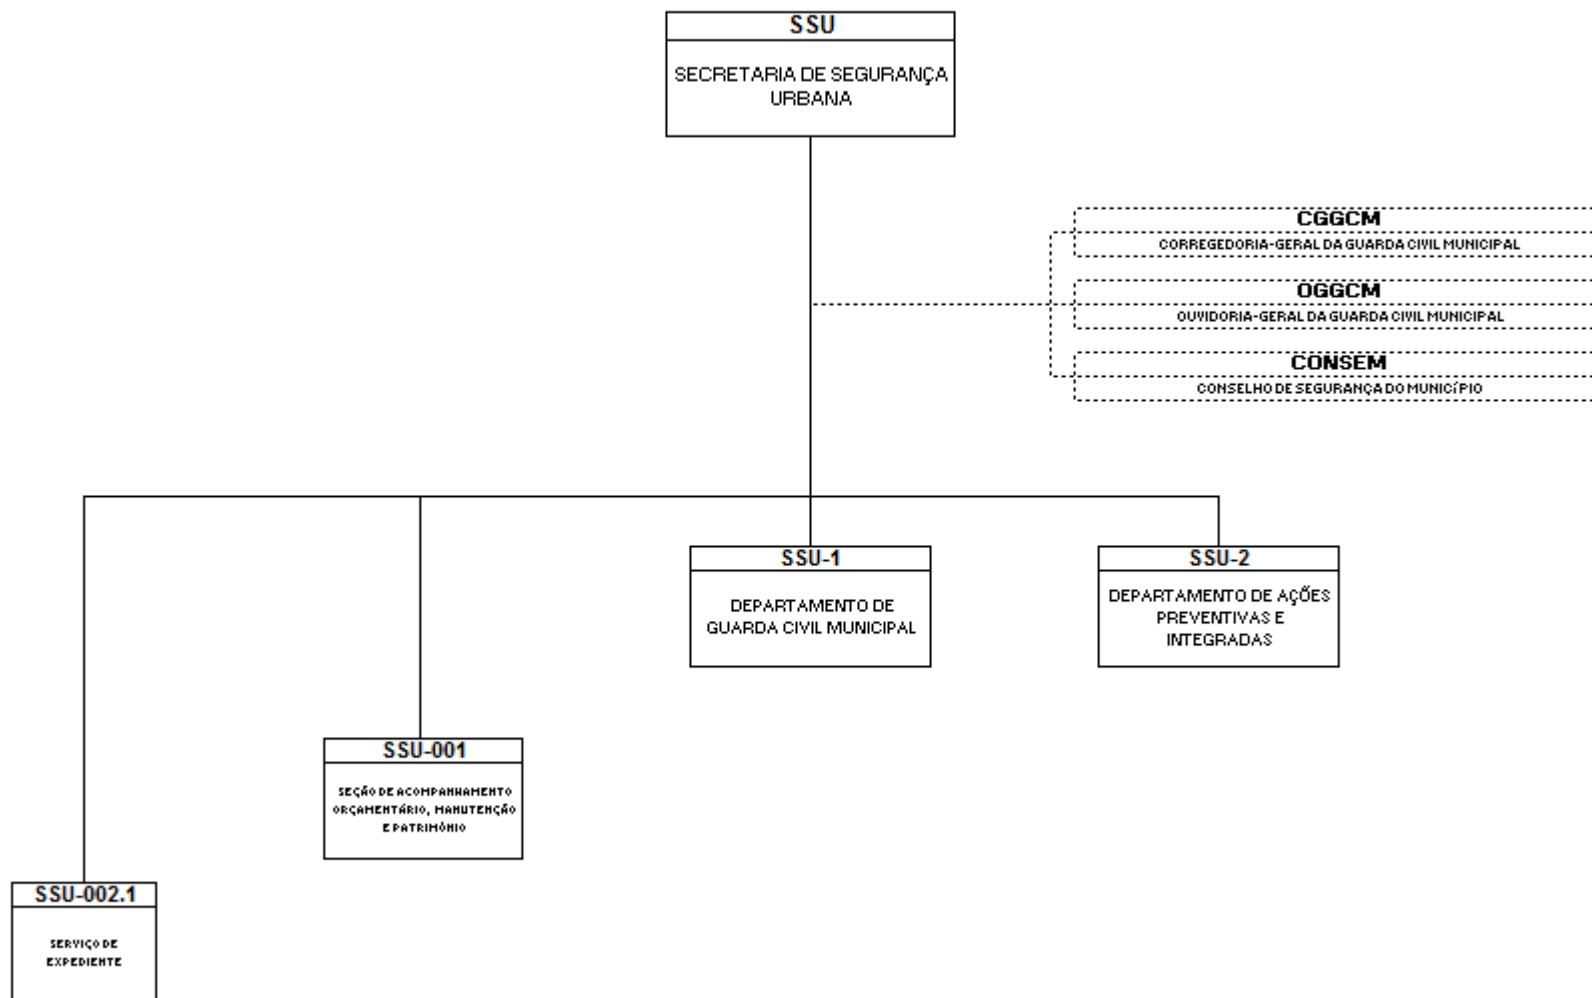 SSU
SECRETARIA DE SEGURANÇA
URBANA
CGGCM
CORREGEDORIA-GERAL DA GUARDA CIVIL MUNICIPAL
OGGCM
OUVIDORIA-GERAL DA GUARDA CIVIL MUNICIPAL
CONSEM
CONSELHO DE SEGURANÇA DO MUNICÍPIO
SSU-1
DEPARTAMENTO DE
GUARDA CIVIL MUNICIPAL
SSU-2
DEPARTAMENTO DE AÇÕES
PREVENTIVAS E
INTEGRADAS
SSU-001
SEÇÃO DE ACOMPANHAMENTO
ORÇAMENTÁRIO, MANUTENÇÃO
E PATRIMÔNIO
SSU-002.1
SERVIÇO DE
EXPEDIENTE